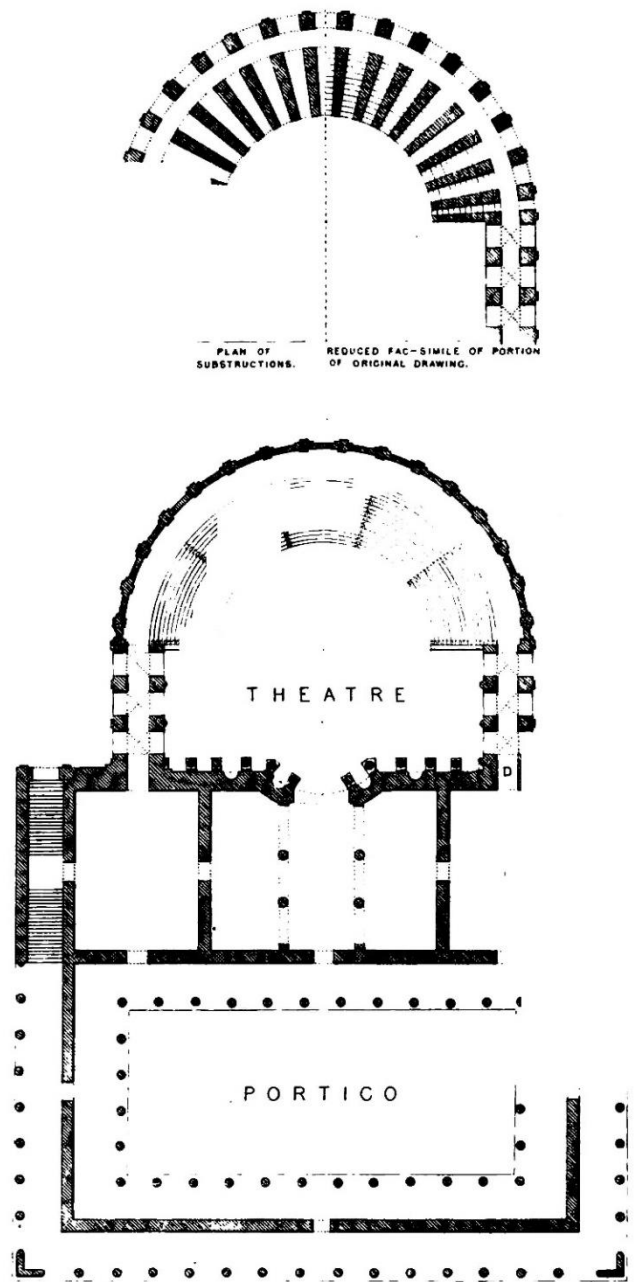 PLAN OF
SUBSTRUCTIONS.
REDUCED FAC-SIMILE OF PORTION
OF ORIGINAL DRAWING.
THEATRE
D
PORTICO